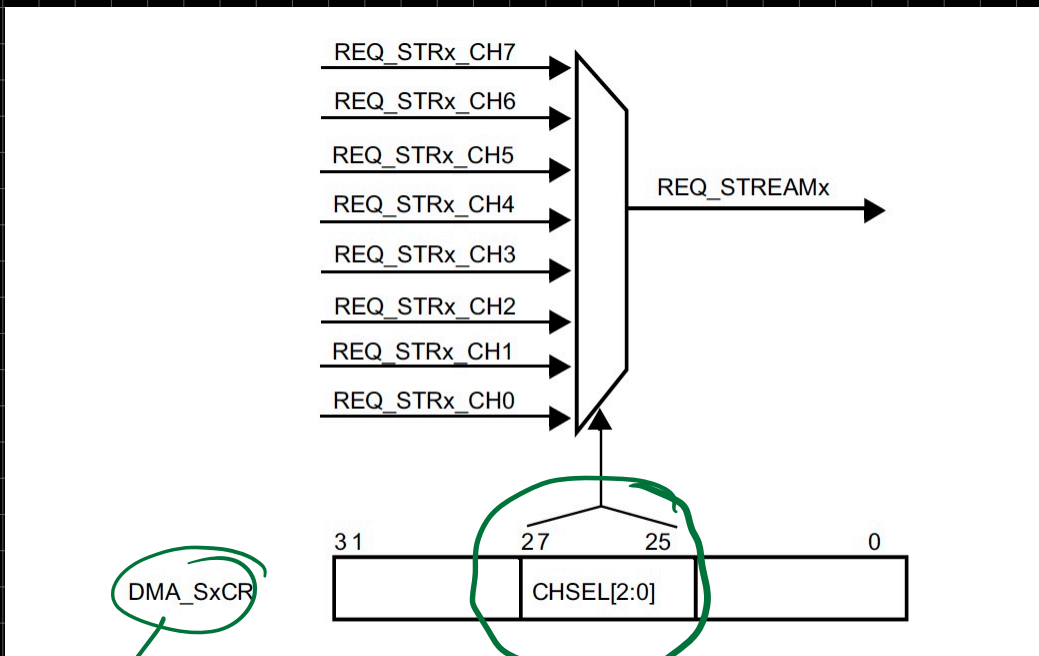 REQ_STRx_CH7
REQ_STRx_CH6
REQ_STRx_CH5
REQ_STRx_CH4
REQ_STREAMx
REQ_STRx_CH3
REQ_STRx_CH2
REQ_STRx_CH1
REQ_STRx_CH0
31 27 25 0
DMA_SxCR CHSEL[2:0]